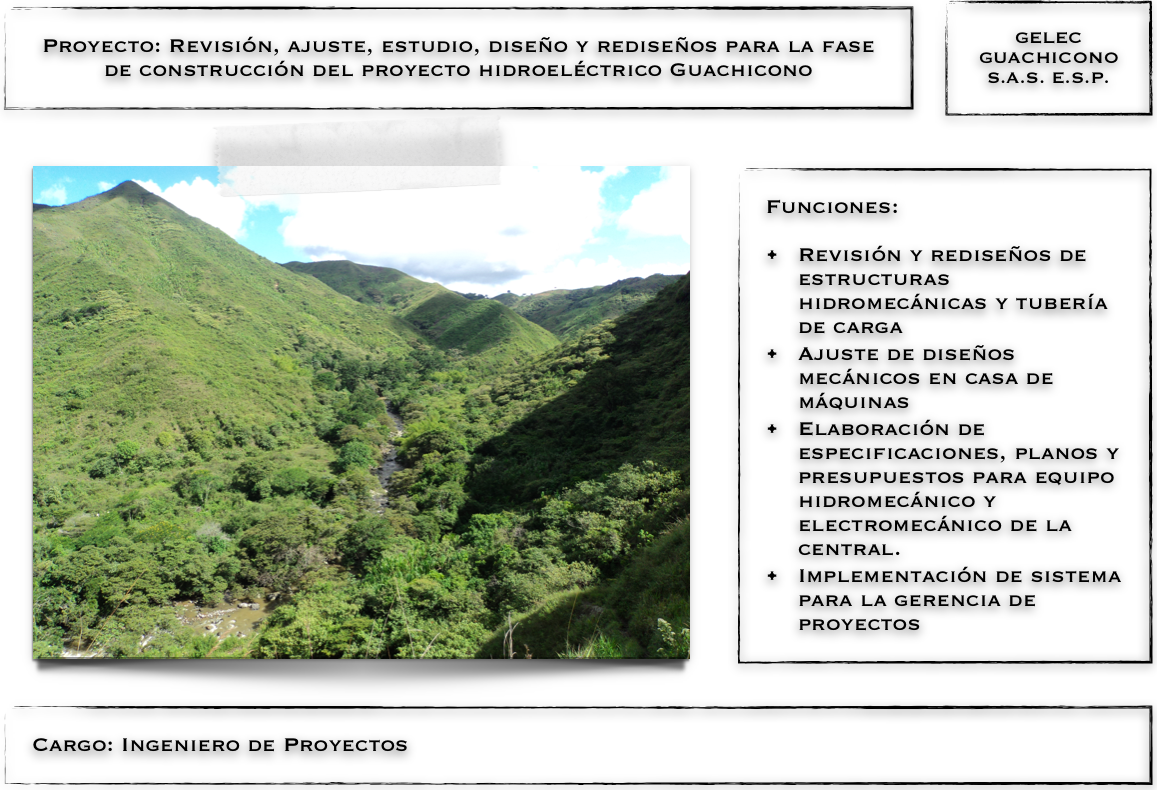 Proyecto: Revisión, ajuste, estudio, diseño y rediseños para la fase
de construcción del proyecto hidroeléctrico Guachicono
GELEC
GUACHICONO
S.A.S. E.S.P.
Funciones:
+ Revisión y rediseños de
estructuras
hidromecánicas y tubería
de carga
+ Ajuste de diseños
mecánicos en casa de
máquinas
+ Elaboración de
especificaciones, planos y
presupuestos para equipo
hidromecánico y
electromecánico de la
central.
+ Implementación de sistema
para la gerencia de
proyectos
Cargo: Ingeniero de Proyectos